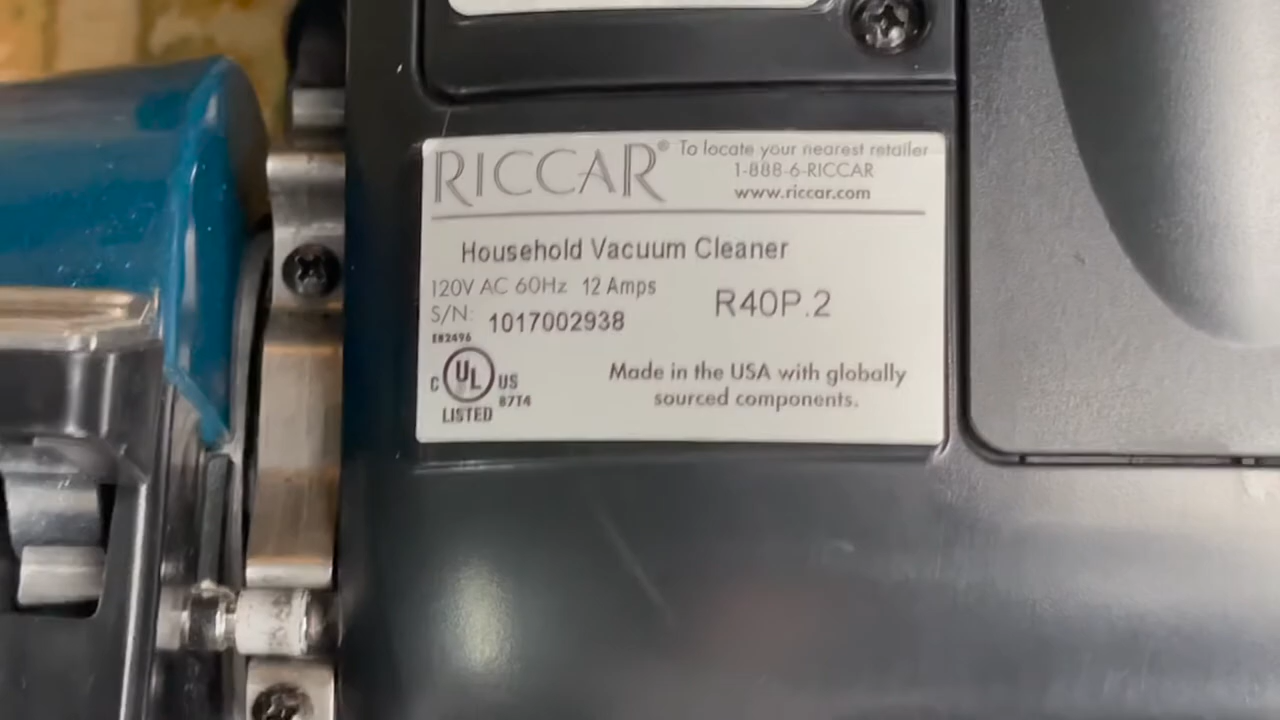 RICCAR®
To locate your nearest retailer
1-888-6-RICCAR
www.riccar.com
Household Vacuum Cleaner
120V AC 60Hz 12 Amps
R40P.2
S/N: 1017002938
E82496
C UL US
87T4
LISTED
Made in the USA with globally
sourced components.